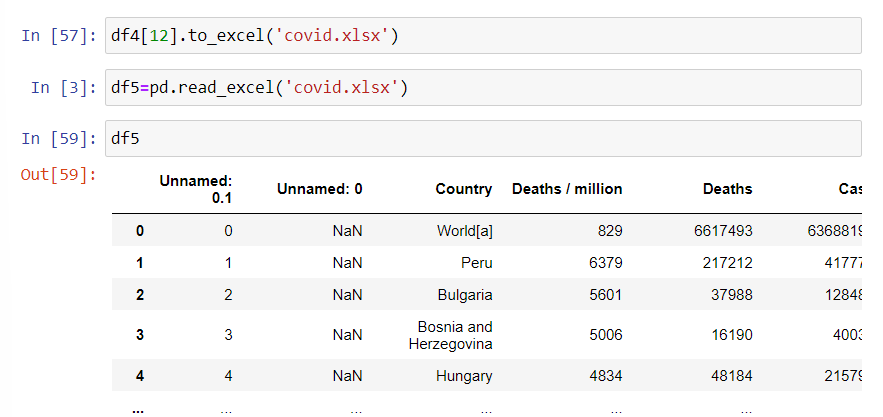 In [57]: df4[12].to_excel('covid.xlsx')
In [3]: df5=pd.read_excel('covid.xlsx')
In [59]: df5
Out[59]:
Unnamed: 0.1 Unnamed: 0 Country Deaths / million Deaths Cas
0 0 NaN World[a] 829 6617493 6368819
1 1 NaN Peru 6379 217212 41777
2 2 NaN Bulgaria 5601 37988 12848
3 3 NaN Bosnia and Herzegovina 5006 16190 4003
4 4 NaN Hungary 4834 48184 21579
... ... ... ... ... ...